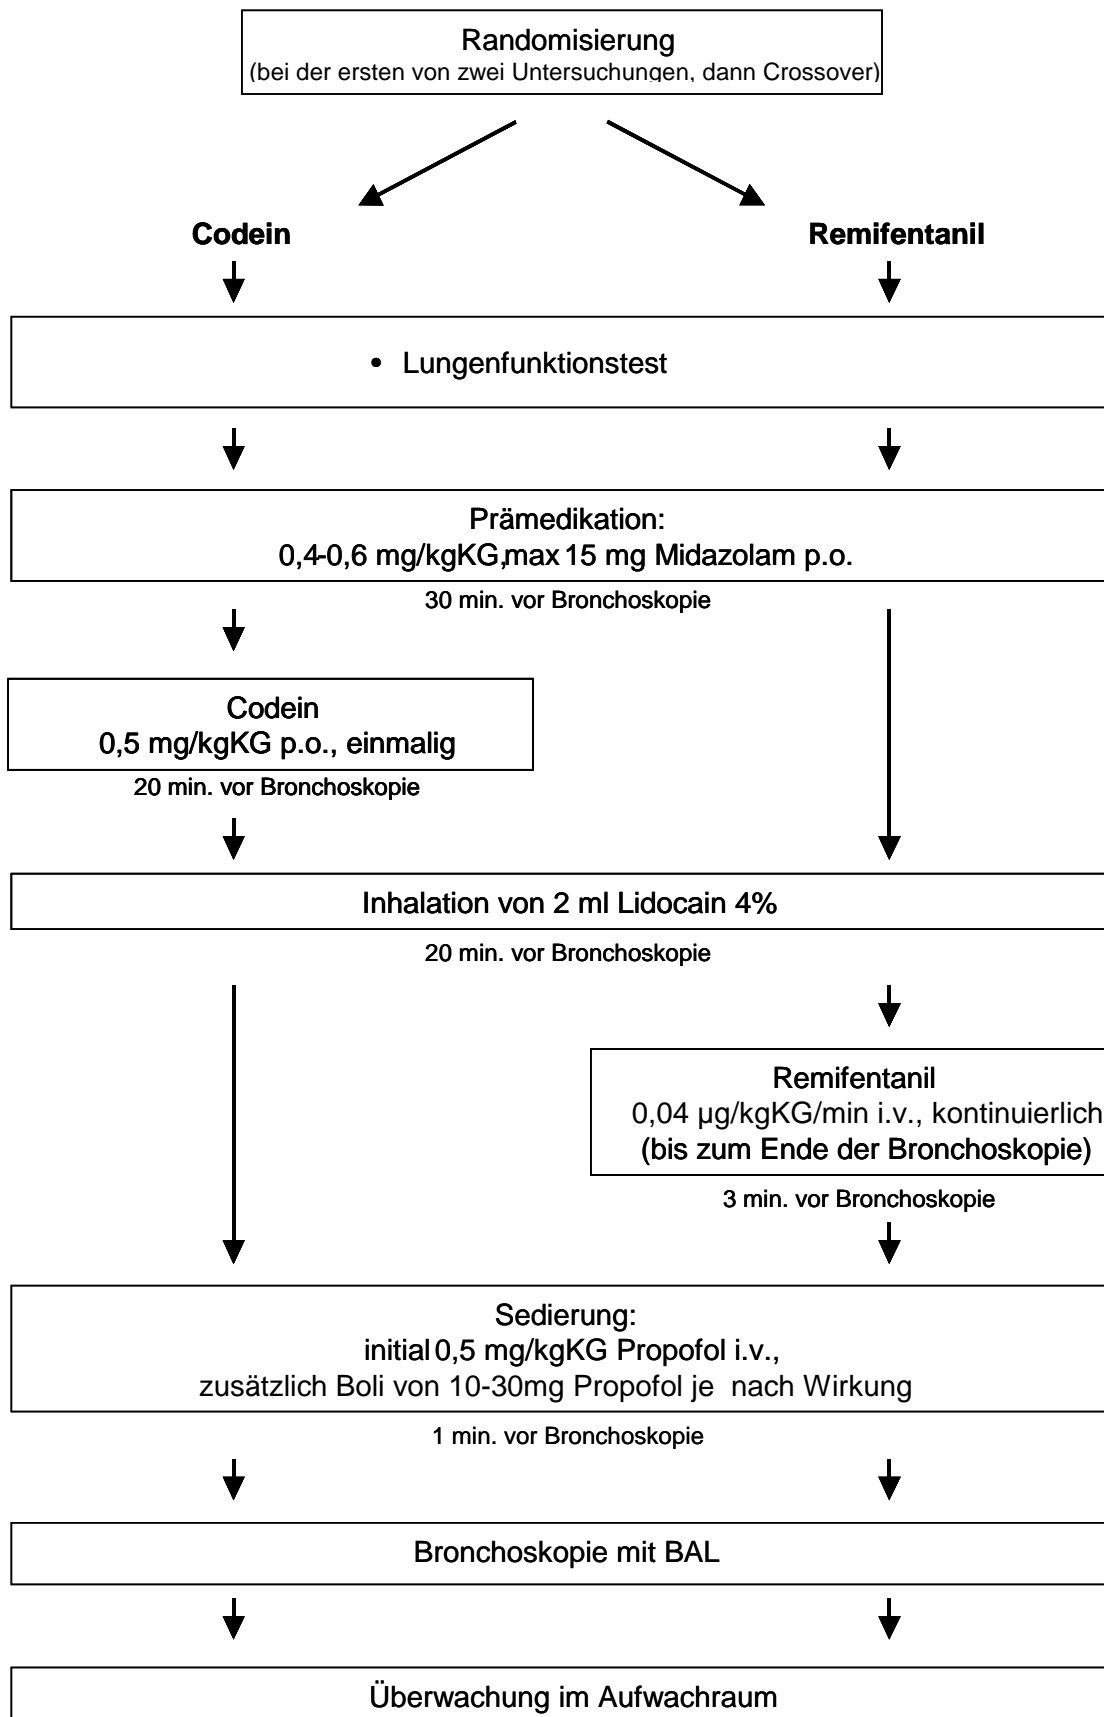 Randomisierung
(bei der ersten von zwei Untersuchungen, dann Crossover)
Codein
Remifentanil
• Lungenfunktionstest
Prämedikation:
0,4-0,6 mg/kgKG,max 15 mg Midazolam p.o.
30 min. vor Bronchoskopie
Codein
0,5 mg/kgKG p.o., einmalig
20 min. vor Bronchoskopie
Inhalation von 2 ml Lidocain 4%
20 min. vor Bronchoskopie
Remifentanil
0,04 µg/kgKG/min i.v., kontinuierlich
(bis zum Ende der Bronchoskopie)
3 min. vor Bronchoskopie
Sedierung:
initial 0,5 mg/kgKG Propofol i.v.,
zusätzlich Boli von 10-30mg Propofol je nach Wirkung
1 min. vor Bronchoskopie
Bronchoskopie mit BAL
Überwachung im Aufwachraum